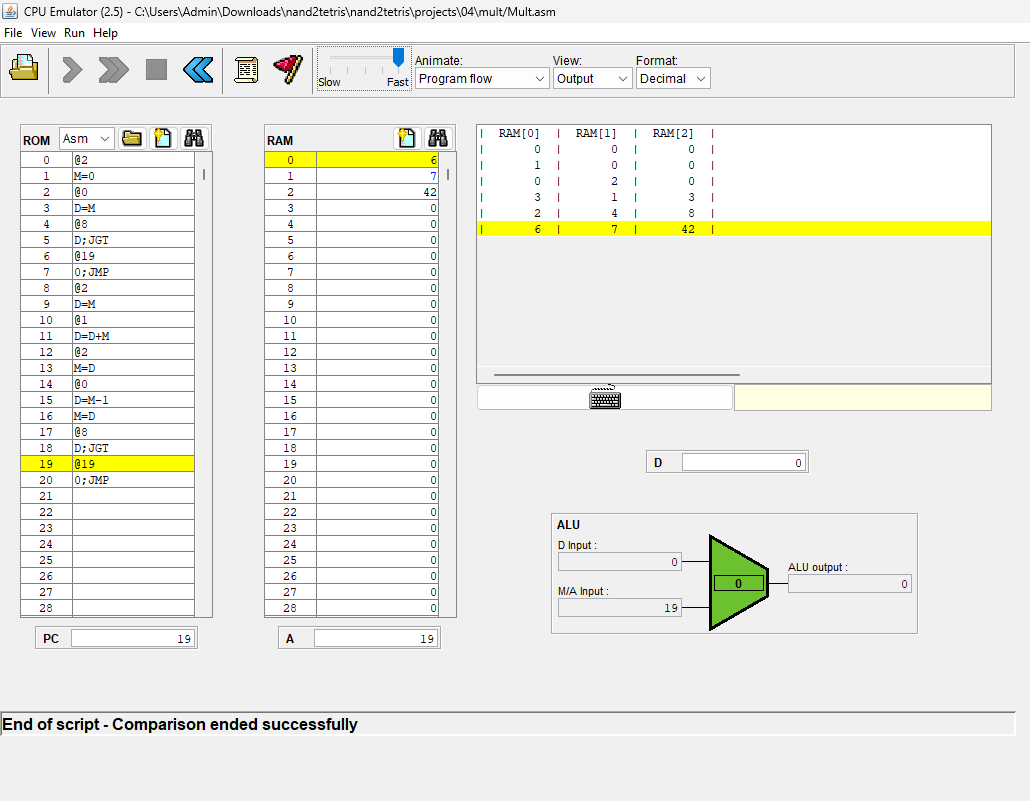 CPU Emulator (2.5) - C:\Users\Admin\Downloads\nand2tetris\nand2tetris\projects\04\mult/Mult.asm
File View Run Help
Slow Fast
Animate: View: Format:
Program flow Output Decimal
ROM Asm
0 @2
1 M=0
2 @0
3 D=M
4 @8
5 D;JGT
6 @19
7 0;JMP
8 @2
9 D=M
10 @1
11 D=D+M
12 @2
13 M=D
14 @0
15 D=M-1
16 M=D
17 @8
18 D;JGT
19 @19
20 0;JMP
21
22
23
24
25
26
27
28
PC 19
RAM
0 6
1 7
2 42
3 0
4 0
5 0
6 0
7 0
8 0
9 0
10 0
11 0
12 0
13 0
14 0
15 0
16 0
17 0
18 0
19 0
20 0
21 0
22 0
23 0
24 0
25 0
26 0
27 0
28 0
A 19
| RAM[0] | RAM[1] | RAM[2] |
| 0 | 0 | 0 |
| 1 | 0 | 0 |
| 0 | 2 | 0 |
| 3 | 1 | 3 |
| 2 | 4 | 8 |
| 6 | 7 | 42 |
D 0
ALU
D Input :
0
M/A Input :
19
0
ALU output :
0
End of script - Comparison ended successfully